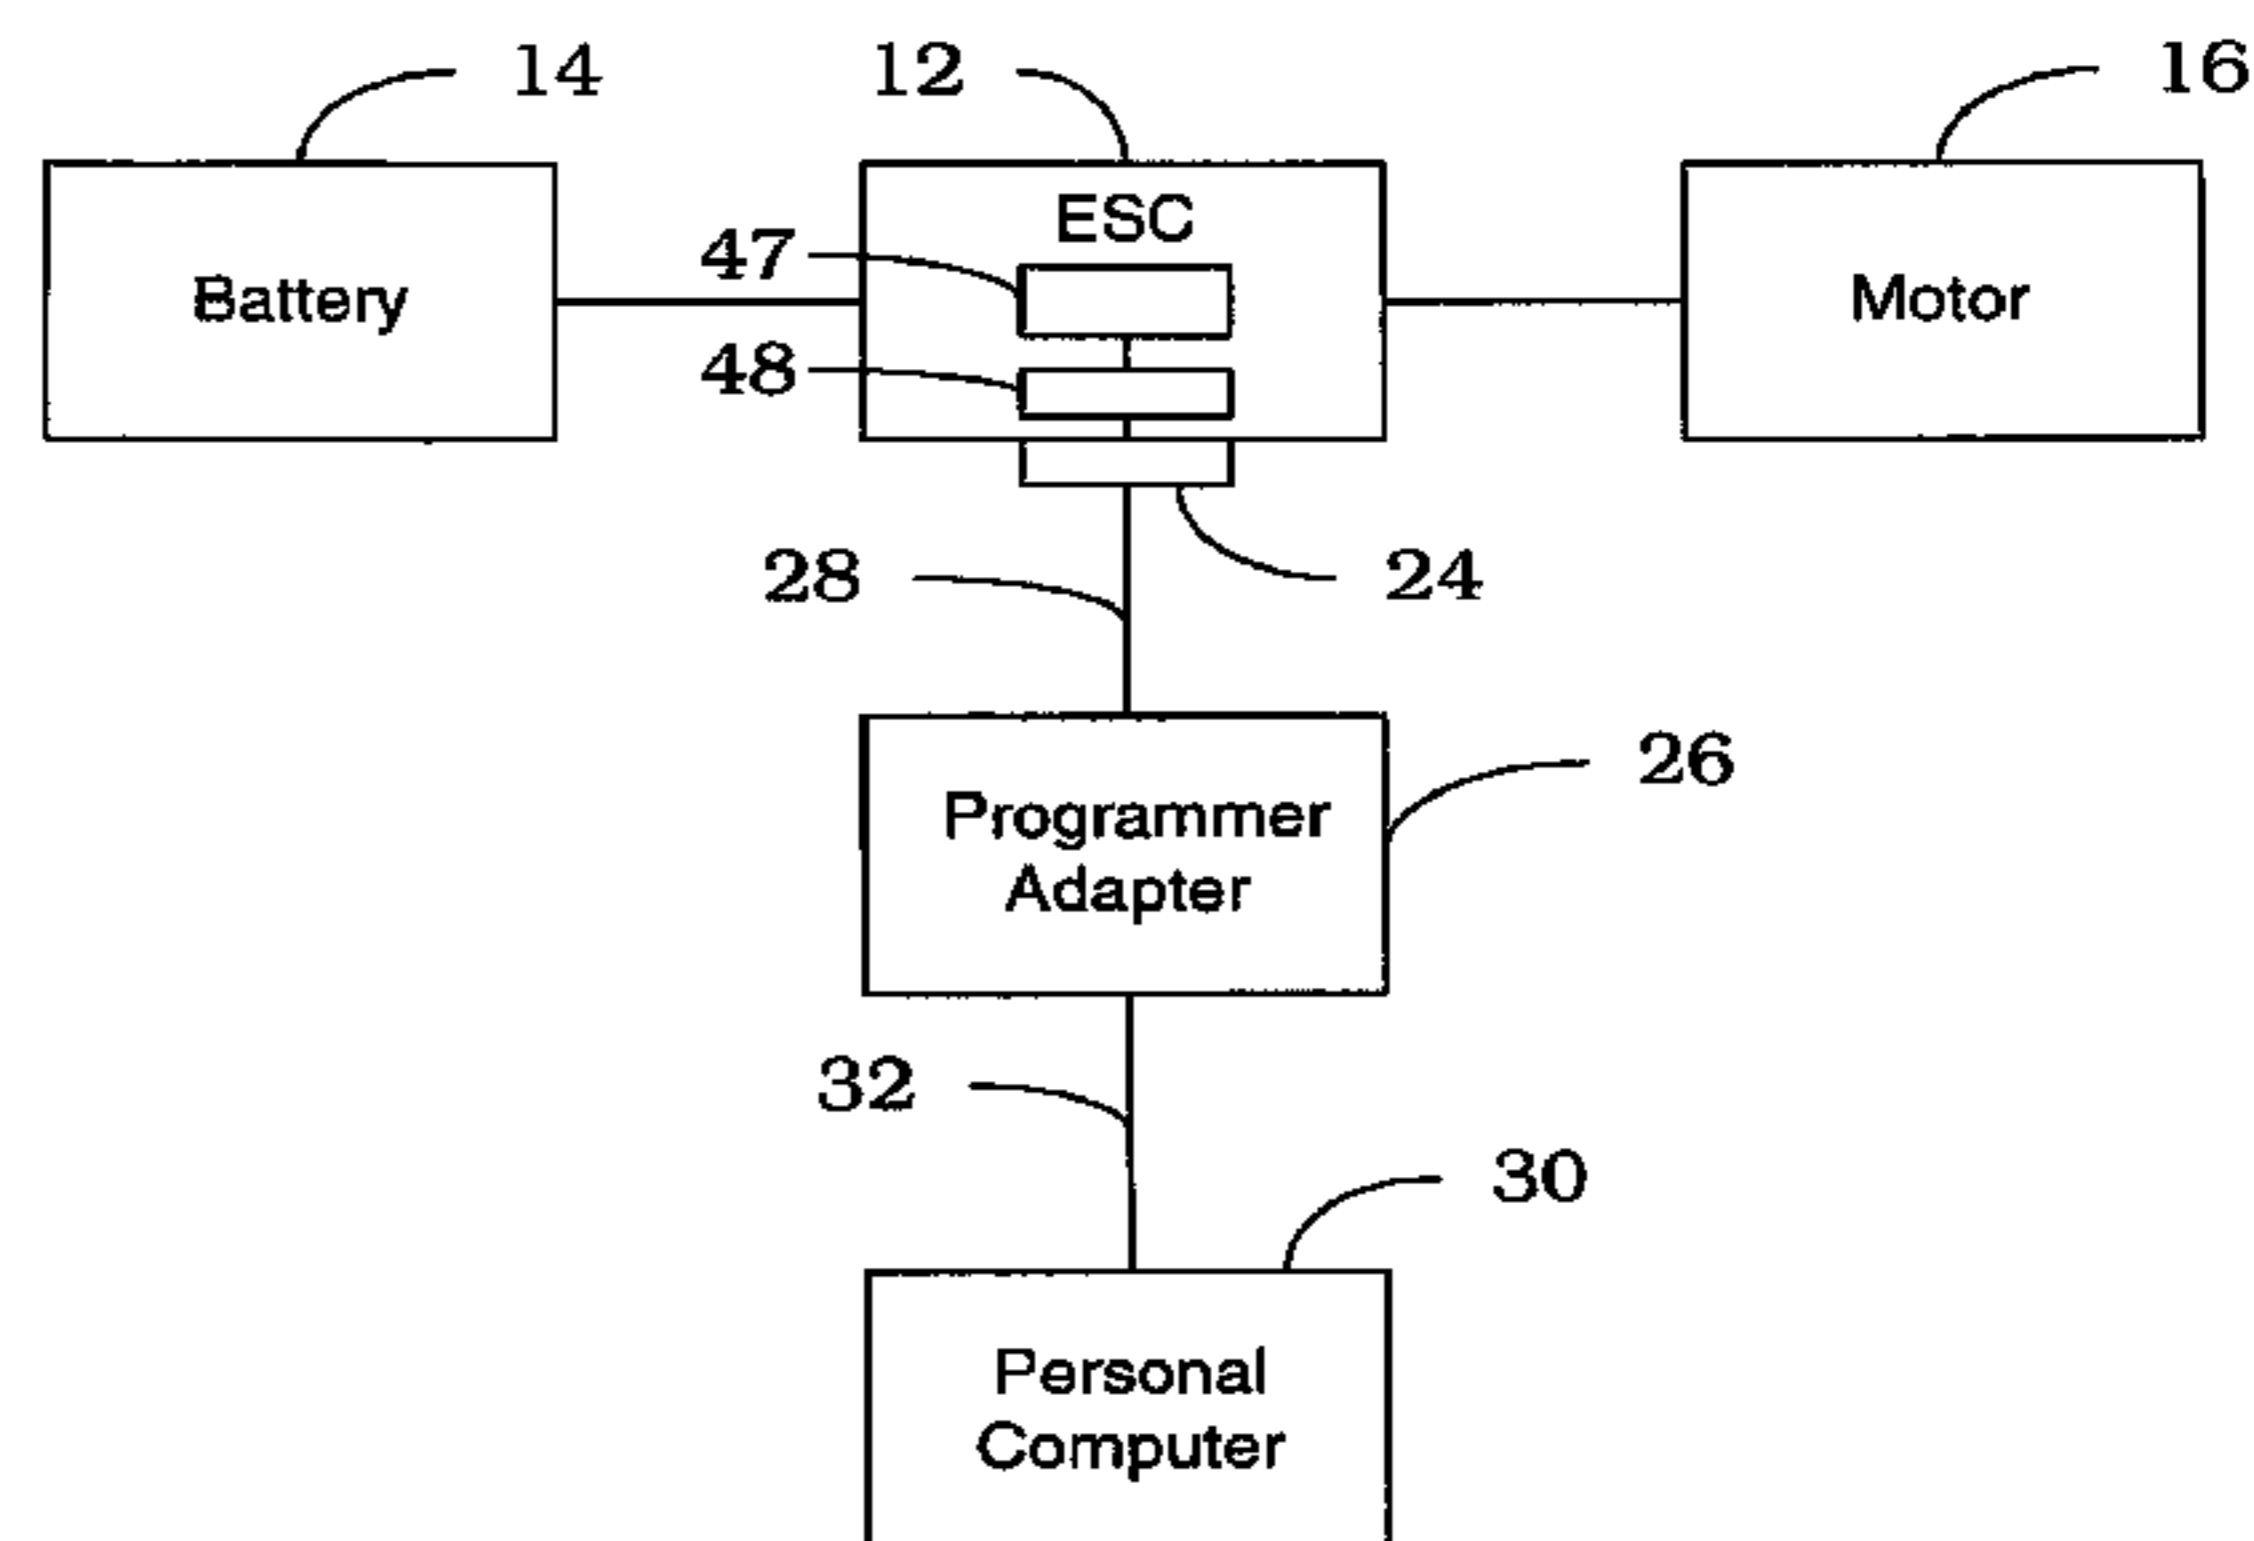 14
12
16
ESC
47
Battery
Motor
48
28
24
Programmer
Adapter
26
32
30
Personal
Computer